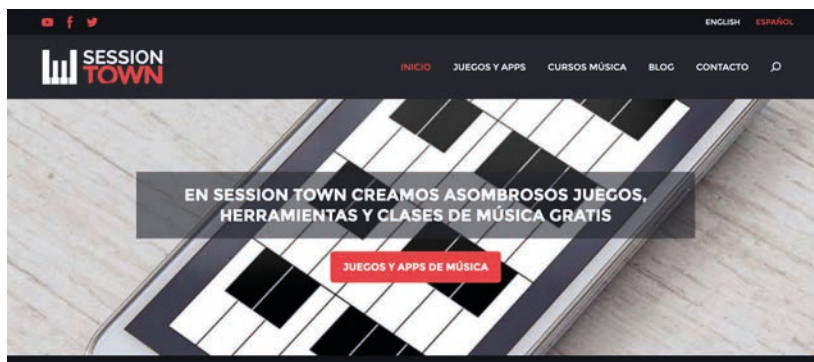 ENGLISH ESPAÑOL
SESSION
TOWN
INICIO JUEGOS Y APPS CURSOS MÚSICA BLOG CONTACTO
EN SESSION TOWN CREAMOS ASOMBROSOS JUEGOS,
HERRAMIENTAS Y CLASES DE MÚSICA GRATIS
JUEGOS Y APPS DE MÚSICA